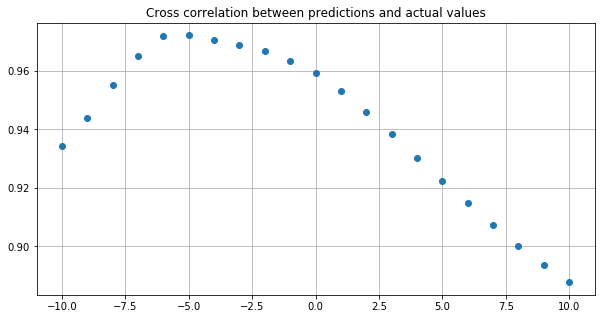 Cross correlation between predictions and actual values
0.96
0.94
0.92
0.90
−10.0 −7.5 −5.0 −2.5 0.0 2.5 5.0 7.5 10.0